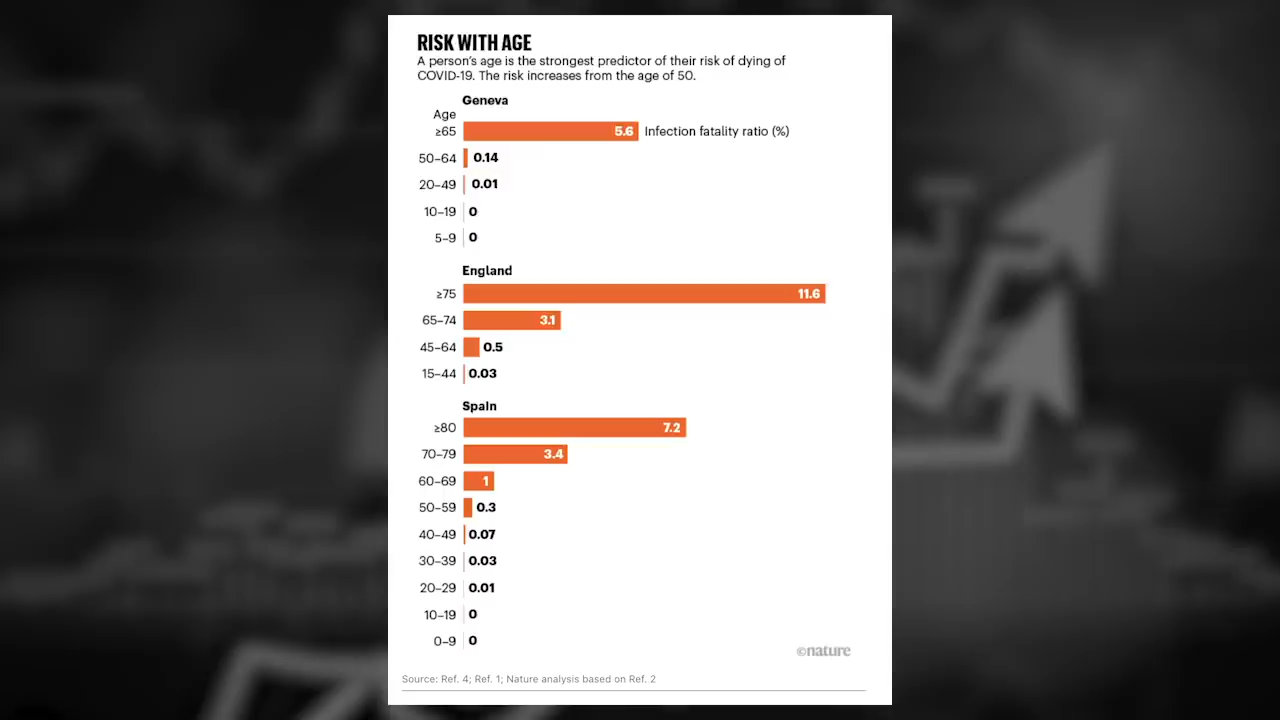 RISK WITH AGE
A person's age is the strongest predictor of their risk of dying of
COVID-19. The risk increases from the age of 50.
Geneva
Age
≥65 5.6 Infection fatality ratio (%)
50–64 0.14
20–49 0.01
10–19 0
5–9 0
England
≥75 11.6
65–74 3.1
45–64 0.5
15–44 0.03
Spain
≥80 7.2
70–79 3.4
60–69 1
50–59 0.3
40–49 0.07
30–39 0.03
20–29 0.01
10–19 0
0–9 0
©nature
Source: Ref. 4; Ref. 1; Nature analysis based on Ref. 2